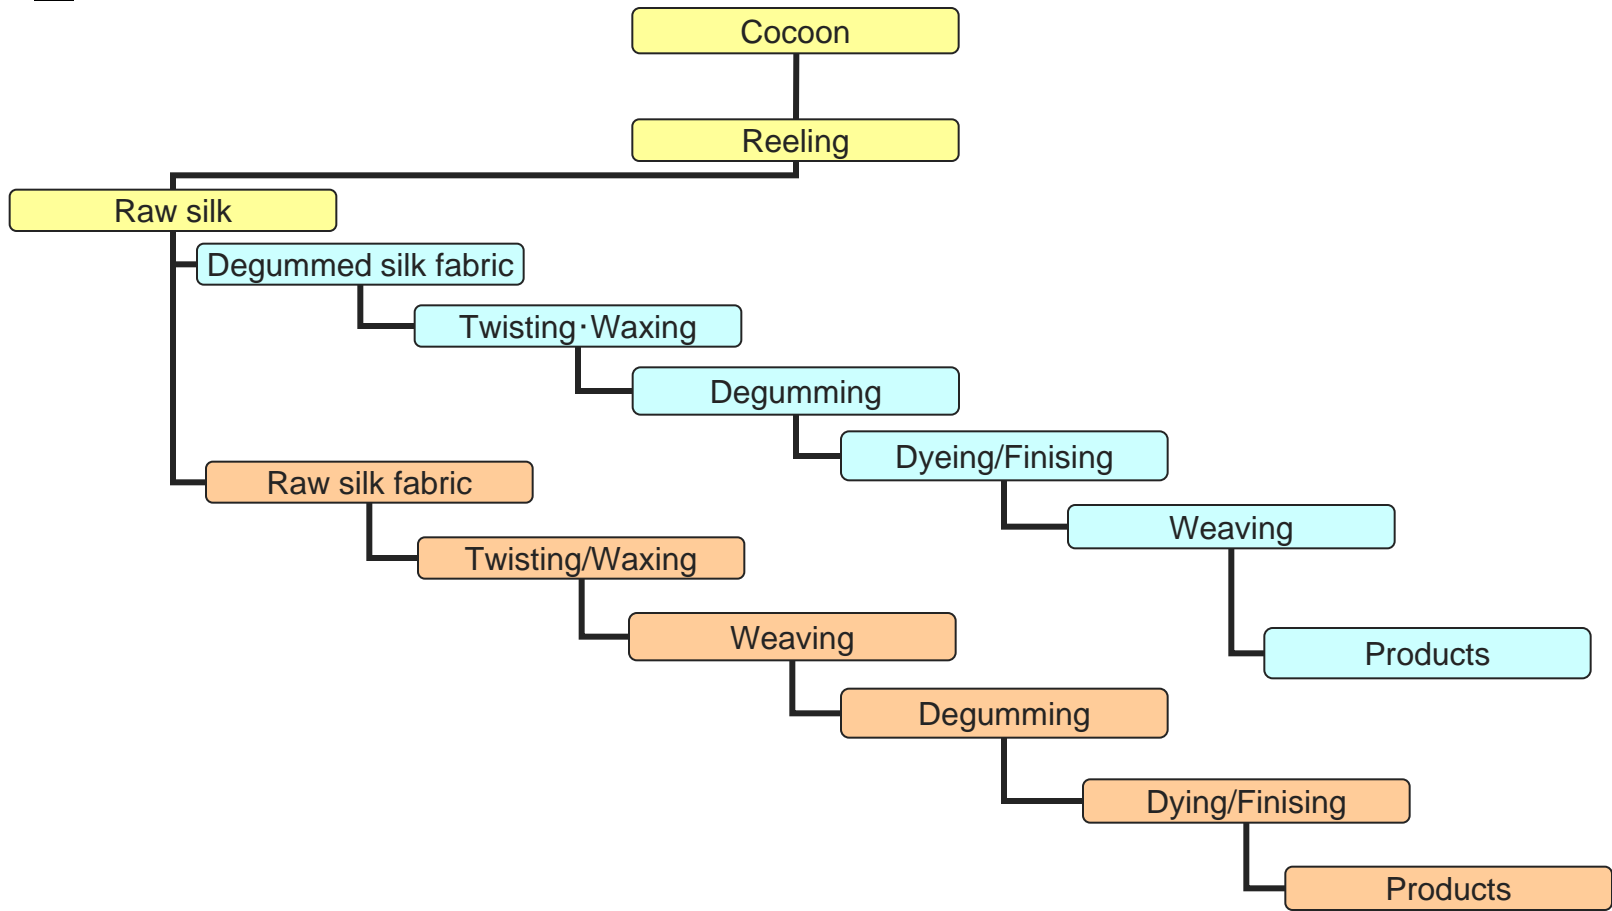 Cocoon
Reeling
Raw silk
Degummed silk fabric
Twisting·Waxing
Degumming
Dyeing/Finising
Weaving
Products
Raw silk fabric
Twisting/Waxing
Weaving
Degumming
Dying/Finising
Products